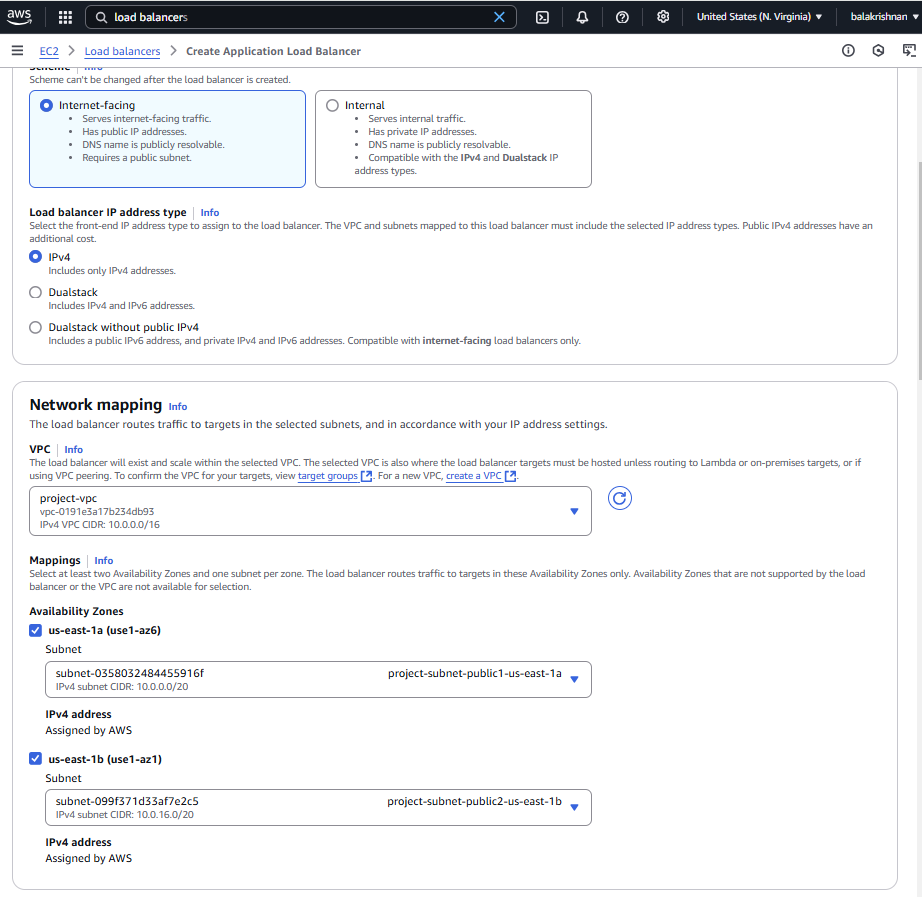 aws
load balancers
United States (N. Virginia)
balakrishnan
EC2
Load balancers
Create Application Load Balancer
Scheme
Info
Scheme can't be changed after the load balancer is created.
Internet-facing
• Serves internet-facing traffic.
• Has public IP addresses.
• DNS name is publicly resolvable.
• Requires a public subnet.
Internal
• Serves internal traffic.
• Has private IP addresses.
• DNS name is publicly resolvable.
• Compatible with the IPv4 and Dualstack IP
address types.
Load balancer IP address type
Info
Select the front-end IP address type to assign to the load balancer. The VPC and subnets mapped to this load balancer must include the selected IP address types. Public IPv4 addresses have an
additional cost.
IPv4
Includes only IPv4 addresses.
Dualstack
Includes IPv4 and IPv6 addresses.
Dualstack without public IPv4
Includes a public IPv6 address, and private IPv4 and IPv6 addresses. Compatible with internet-facing load balancers only.
Network mapping
Info
The load balancer routes traffic to targets in the selected subnets, and in accordance with your IP address settings.
VPC
Info
The load balancer will exist and scale within the selected VPC. The selected VPC is also where the load balancer targets must be hosted unless routing to Lambda or on-premises targets, or if
using VPC peering. To confirm the VPC for your targets, view target groups. For a new VPC, create a VPC.
project-vpc
vpc-0191e3a17b234db93
IPv4 VPC CIDR: 10.0.0.0/16
Mappings
Info
Select at least two Availability Zones and one subnet per zone. The load balancer routes traffic to targets in these Availability Zones only. Availability Zones that are not supported by the load
balancer or the VPC are not available for selection.
Availability Zones
us-east-1a (use1-az6)
Subnet
subnet-0358032484455916f
project-subnet-public1-us-east-1a
IPv4 subnet CIDR: 10.0.0.0/20
IPv4 address
Assigned by AWS
us-east-1b (use1-az1)
Subnet
subnet-099f371d33af7e2c5
project-subnet-public2-us-east-1b
IPv4 subnet CIDR: 10.0.16.0/20
IPv4 address
Assigned by AWS